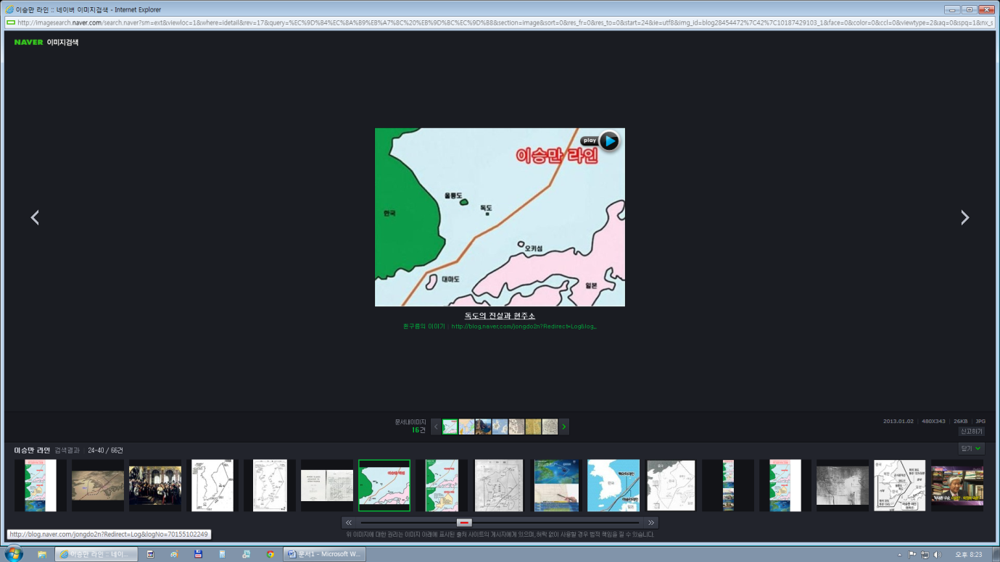 이승만 라인 :: 네이버 이미지검색 - Internet Explorer
http://imagesearch.naver.com/search.naver?sm=ext&viewloc=1&where=idetail&rev=17&query=%EC%9D%B4%EC%8A%B9%EB%A7%8C%20%EB%9D%BC%EC%9D%B8&section=image&sort=0&res_fr=0&res_to=0&start=24&ie=utf8&img_id=blog28454472%7C42%7C10187429103_1&face=0&color=0&ccl=0&viewtype=2&aq=0&spq=1&nx_s
NAVER 이미지검색
play
이승만 라인
울릉도
독도
한국
오키섬
대마도
일본
독도의 진실과 현주소
흰구름의 이야기 | http://blog.naver.com/jongdo2n?Redirect=Log&log...
문서내이미지
16건
2013.01.02 | 480X343 | 26KB | JPG
신고하기
이승만 라인 검색결과 | 24-40 / 66건
닫기
http://blog.naver.com/jongdo2n?Redirect=Log&logNo=70155102249
위 이미지에 대한 권리는 이미지 아래에 표시된 출처 사이트의 게시자에게 있으며, 허락 없이 사용할 경우 법적 책임을 질 수 있습니다.
이승만 라인 :: 네이...
문서1 - Microsoft W...
오후 8:23